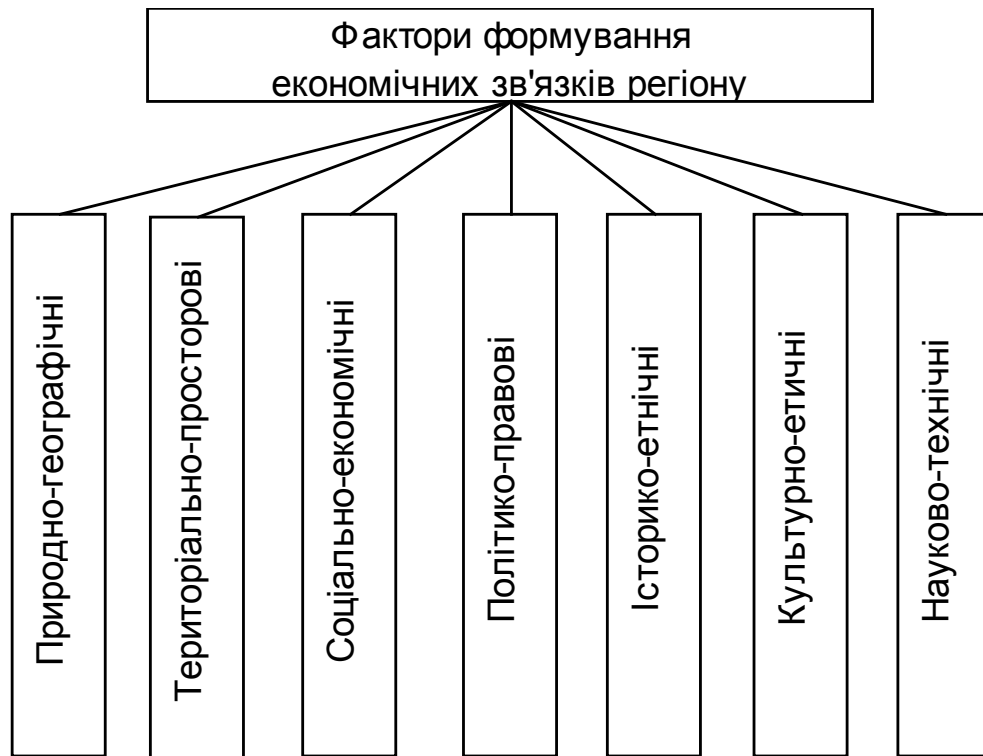 Фактори формування
економічних зв'язків регіону
Природно-географічні
Територіально-просторові
Соціально-економічні
Політико-правові
Історико-етнічні
Культурно-етичні
Науково-технічні